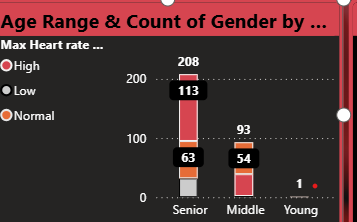 Age Range & Count of Gender by ...
Max Heart rate ...
High
Low
Normal
200
100
0
208
113
63
93
54
1
Senior
Middle
Young